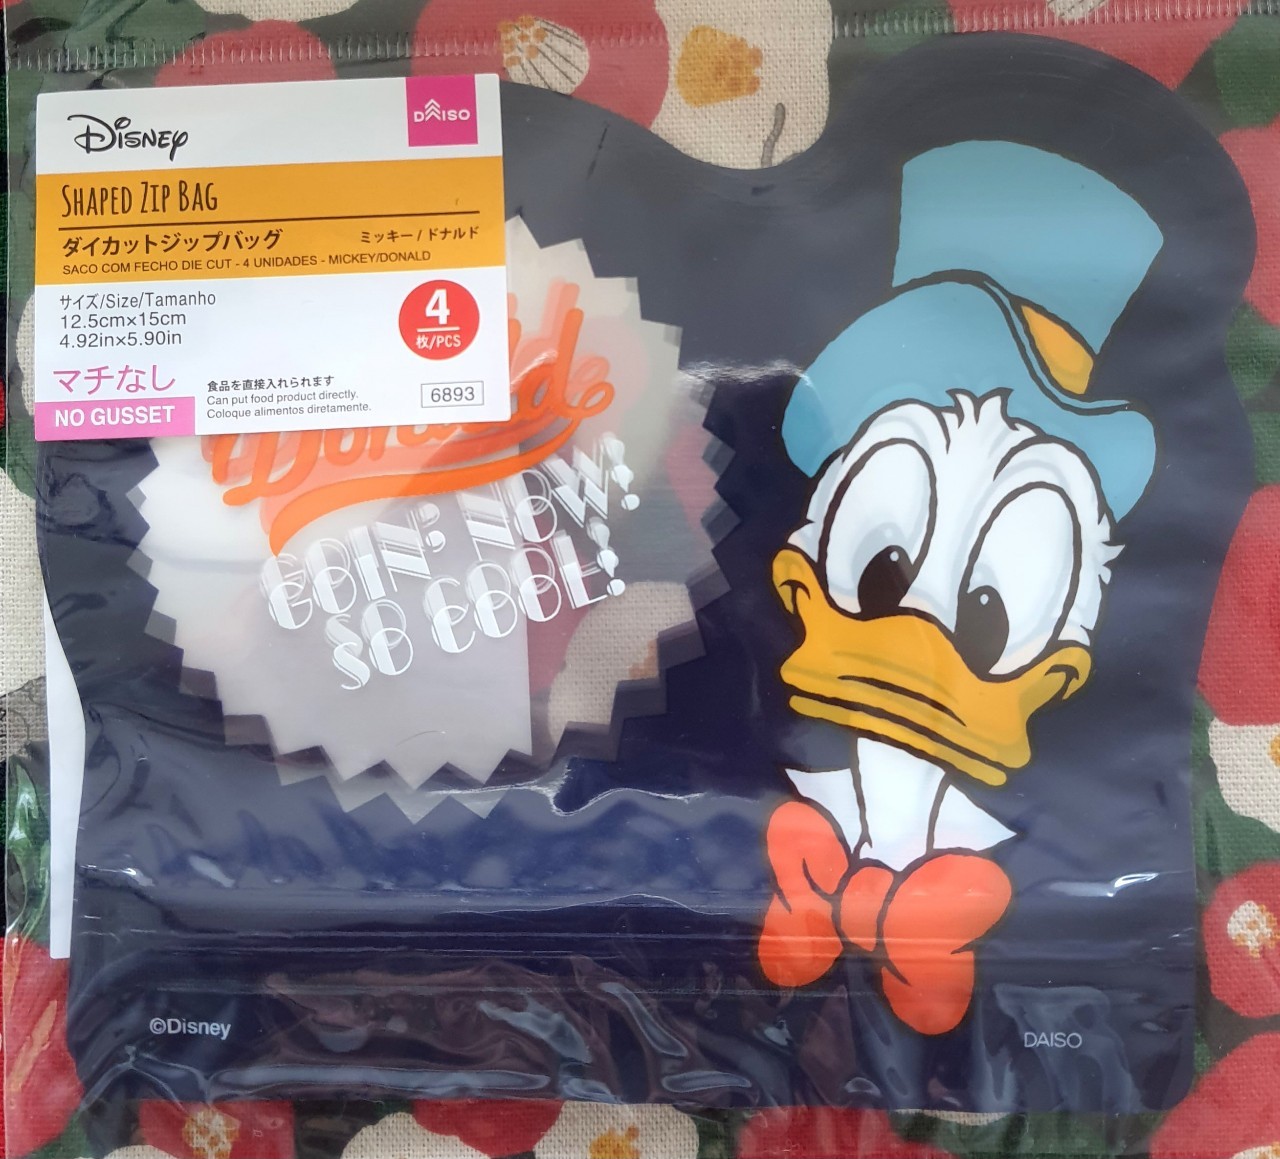 Disney
DAISO
SHAPED ZIP BAG
ダイカットジップバッグ ミッキー / ドナルド
SACO COM FECHO DIE CUT - 4 UNIDADES - MICKEY/DONALD
サイズ/Size/Tamanho
12.5cm×15cm
4.92in×5.90in
4
枚/PCS
マチなし
NO GUSSET
食品を直接入れられます
Can put food product directly.
Coloque alimentos diretamente.
6893
Donald
GOIN' NOW!
SO COOL!
©Disney
DAISO